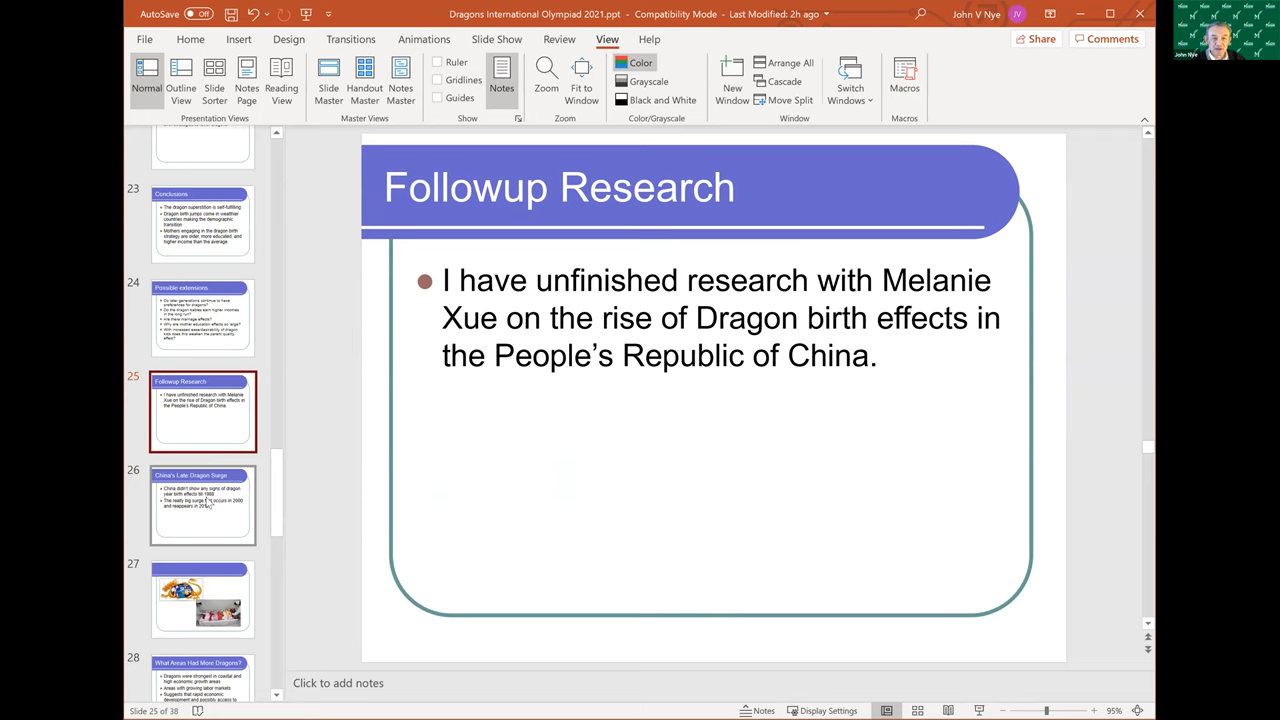 AutoSave Off
Dragons International Olympiad 2021.ppt - Compatibility Mode - Last Modified: 2h ago
John V Nye JV
File Home Insert Design Transitions Animations Slide Show Review View Help
Share Comments
Normal
Outline View
Slide Sorter
Notes Page
Reading View
Presentation Views
Slide Master
Handout Master
Notes Master
Master Views
Ruler
Gridlines
Guides
Show
Notes
Zoom
Fit to Window
Zoom
Color
Grayscale
Black and White
Color/Grayscale
New Window
Arrange All
Cascade
Move Split
Switch Windows
Window
Macros
Macros
23
Conclusions
The dragon superstition is self-fulfilling
Dragon birth jumps come in wealthier
countries making the demographic
transition
Mothers engaging in the dragon birth
strategy are older, more educated, and
higher income than the average
24
Possible extensions
Do later generations continue to have
preferences for dragons?
Do the dragon babies earn higher incomes
in the long run?
Are there marriage effects?
Why are mother education effects so large?
With increased ease/desirability of dragon
kids does this weaken the parent quality
effect?
25
Followup Research
I have unfinished research with Melanie
Xue on the rise of Dragon birth effects in
the People's Republic of China.
26
China's Late Dragon Surge
China didn't show any signs of dragon
year birth effects till 1988
The really big surge occurs in 2000
and reappears in
27
28
What Areas Had More Dragons?
Dragons were strongest in coastal and
high economic growth areas
Areas with growing labor markets
Suggests that rapid economic
development and possibly access to
Followup Research
I have unfinished research with Melanie
Xue on the rise of Dragon birth effects in
the People’s Republic of China.
Click to add notes
Slide 25 of 38
Notes
Display Settings
95%
John Nye